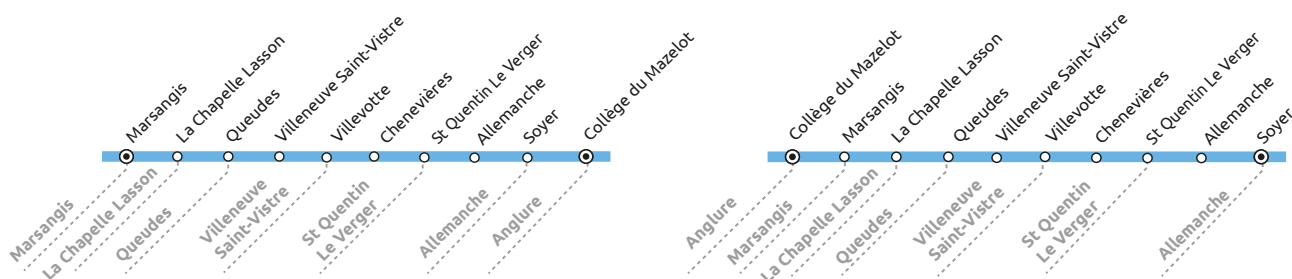 Marsangis
La Chapelle Lasson
Queudes
Villeneuve Saint-Vistre
Villevotte
Chenevières
St Quentin Le Verger
Allemanche
Soyer
Collège du Mazelot
Marsangis
La Chapelle Lasson
Queudes
Villeneuve
Saint-Vistre
St Quentin
Le Verger
Allemanche
Anglure
Collège du Mazelot
Marsangis
La Chapelle Lasson
Queudes
Villeneuve Saint-Vistre
Villevotte
Chenevières
St Quentin Le Verger
Allemanche
Soyer
Anglure
Marsangis
La Chapelle Lasson
Queudes
Villeneuve
Saint-Vistre
St Quentin
Le Verger
Allemanche